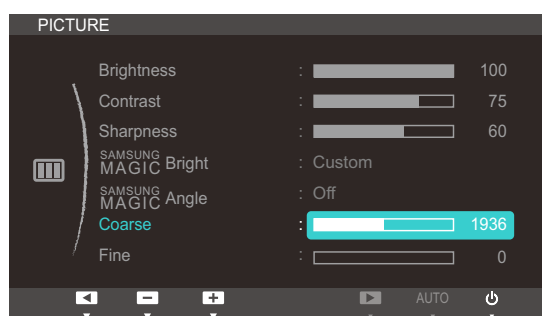 PICTURE
Brightness : 100
Contrast : 75
Sharpness : 60
SAMSUNG MAGIC Bright : Custom
SAMSUNG MAGIC Angle : Off
Coarse : 1936
Fine : 0
AUTO